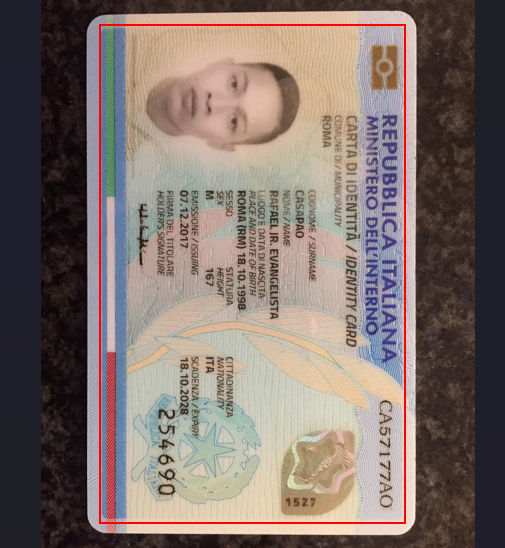 REPUBBLICA ITALIANA
MINISTERO DELL'INTERNO
CA57177AO
CARTA DI IDENTITÀ / IDENTITY CARD
COMUNE DI / MUNICIPALITY
ROMA
COGNOME / SURNAME
CASAPAO
NOME / NAME
RAFAEL JR. EVANGELISTA
LUOGO E DATA DI NASCITA
PLACE AND DATE OF BIRTH
ROMA (RM) 18.10.1998
SESSO
SEX
M
STATURA
HEIGHT
167
CITTADINANZA
NATIONALITY
ITA
EMISSIONE / ISSUING
07.12.2017
SCADENZA / EXPIRY
18.10.2028
FIRMA DEL TITOLARE
HOLDER'S SIGNATURE
254690
1527